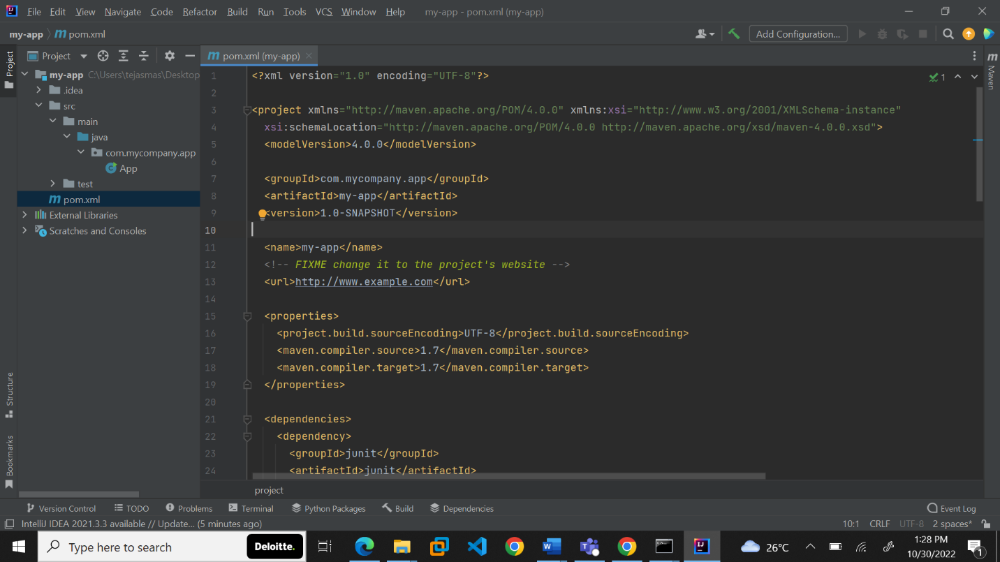 File Edit View Navigate Code Refactor Build Run Tools VCS Window Help my-app - pom.xml (my-app)
my-app pom.xml Add Configuration...
Project
pom.xml (my-app)
Project
Maven
my-app C:\Users\tejasmas\Desktop
.idea
src
main
java
com.mycompany.app
App
test
pom.xml
External Libraries
Scratches and Consoles
1 <?xml version="1.0" encoding="UTF-8"?>
1
2
3 <project xmlns="http://maven.apache.org/POM/4.0.0" xmlns:xsi="http://www.w3.org/2001/XMLSchema-instance"
4 xsi:schemaLocation="http://maven.apache.org/POM/4.0.0 http://maven.apache.org/xsd/maven-4.0.0.xsd">
5 <modelVersion>4.0.0</modelVersion>
6
7 <groupId>com.mycompany.app</groupId>
8 <artifactId>my-app</artifactId>
9 <version>1.0-SNAPSHOT</version>
10
11 <name>my-app</name>
12 <!-- FIXME change it to the project's website -->
13 <url>http://www.example.com</url>
14
15 <properties>
16 <project.build.sourceEncoding>UTF-8</project.build.sourceEncoding>
17 <maven.compiler.source>1.7</maven.compiler.source>
18 <maven.compiler.target>1.7</maven.compiler.target>
19 </properties>
20
21 <dependencies>
22 <dependency>
23 <groupId>junit</groupId>
24 <artifactId>junit</artifactId>
Structure
Bookmarks
project
Version Control TODO Problems Terminal Python Packages Build Dependencies Event Log
IntelliJ IDEA 2021.3.3 available // Update... (5 minutes ago) 10:1 CRLF UTF-8 2 spaces*
Type here to search Deloitte. 26°C 1:28 PM
10/30/2022 1